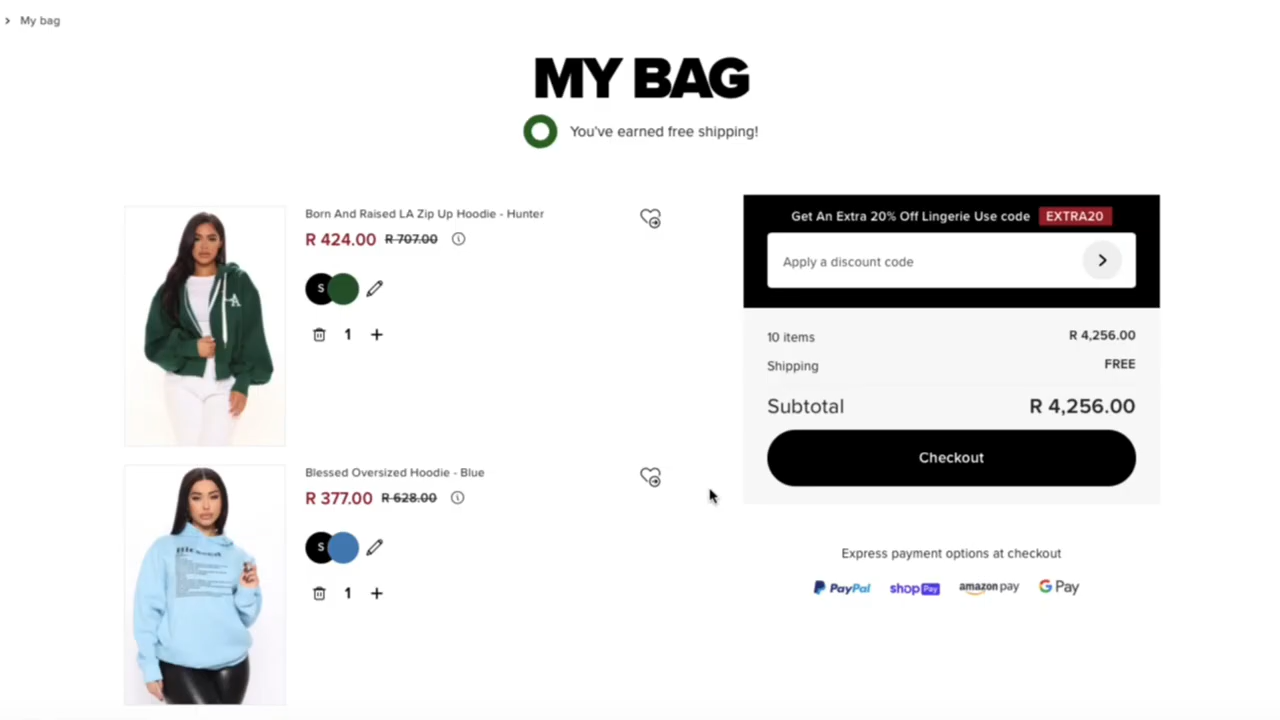 My bag
MY BAG
You've earned free shipping!
Born And Raised LA Zip Up Hoodie - Hunter
R 424.00 R 707.00
S
1
Blessed Oversized Hoodie - Blue
R 377.00 R 628.00
S
1
Get An Extra 20% Off Lingerie Use code EXTRA20
Apply a discount code
10 items R 4,256.00
Shipping FREE
Subtotal R 4,256.00
Checkout
Express payment options at checkout
PayPal shop Pay amazon pay G Pay
LA
Blessed